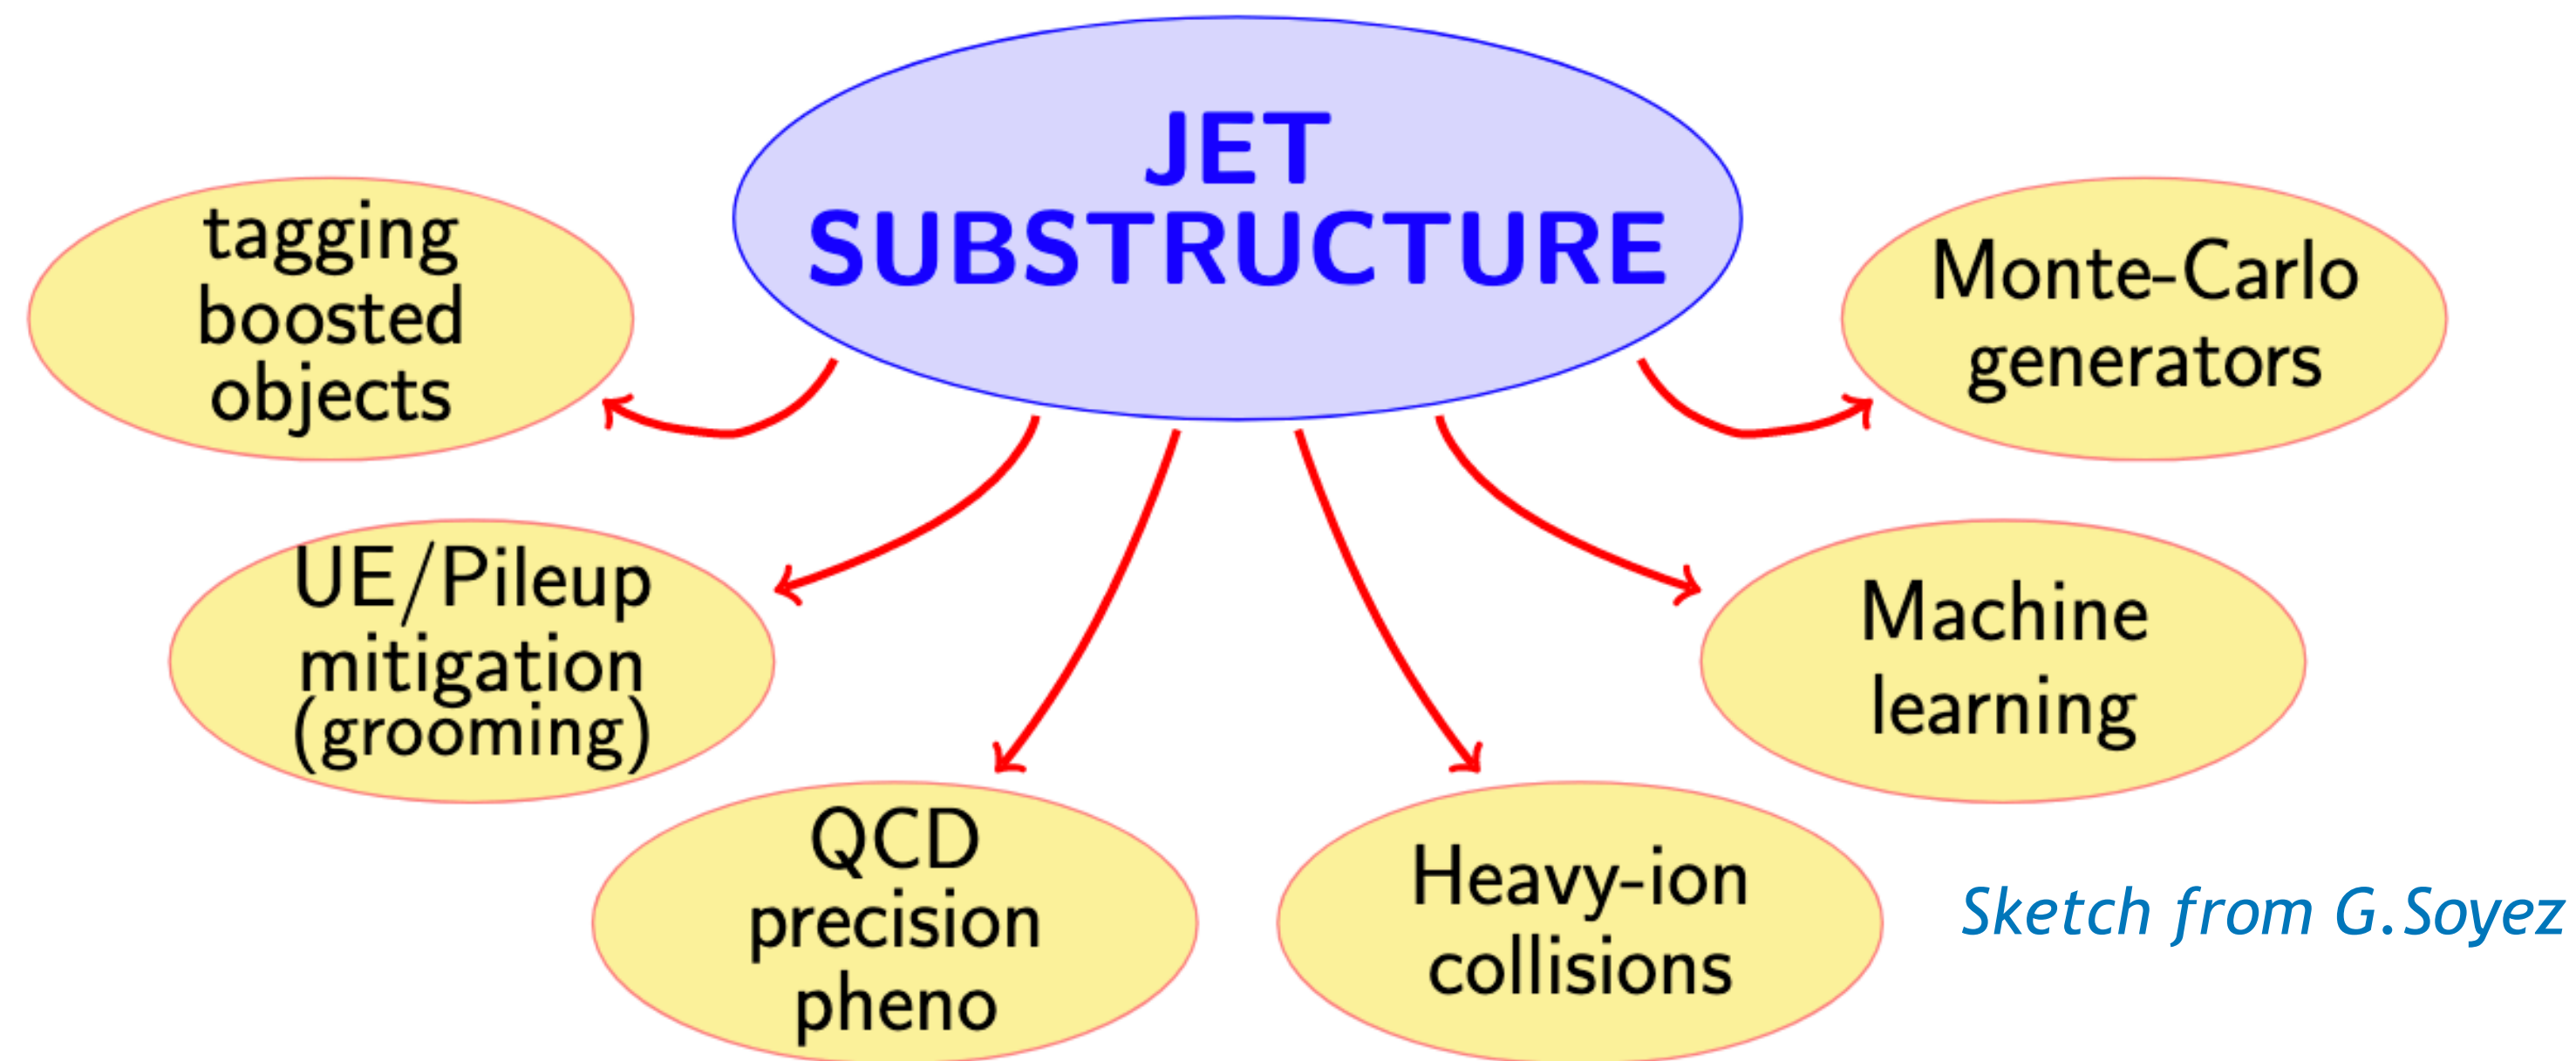 JET
SUBSTRUCTURE
tagging
boosted
objects
Monte-Carlo
generators
UE/Pileup
mitigation
(grooming)
Machine
learning
QCD
precision
pheno
Heavy-ion
collisions
Sketch from G.Soyez